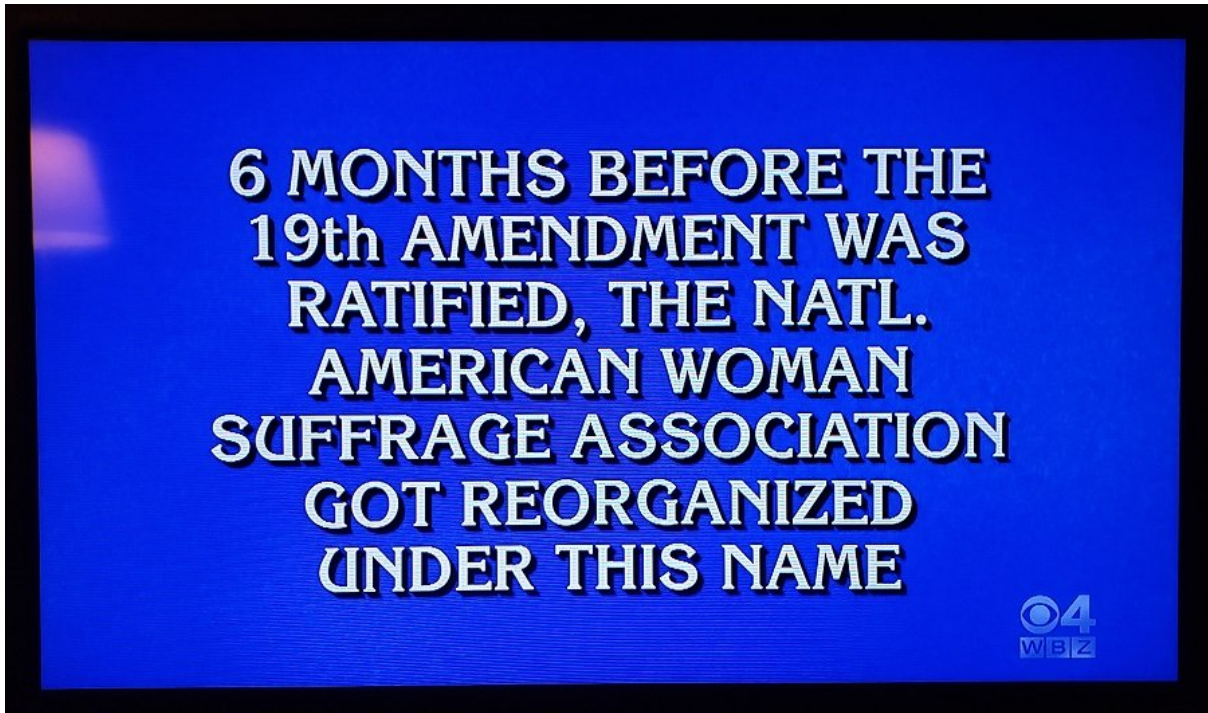 6 MONTHS BEFORE THE
19th AMENDMENT WAS
RATIFIED, THE NATL.
AMERICAN WOMAN
SUFFRAGE ASSOCIATION
GOT REORGANIZED
UNDER THIS NAME
4
WBZ